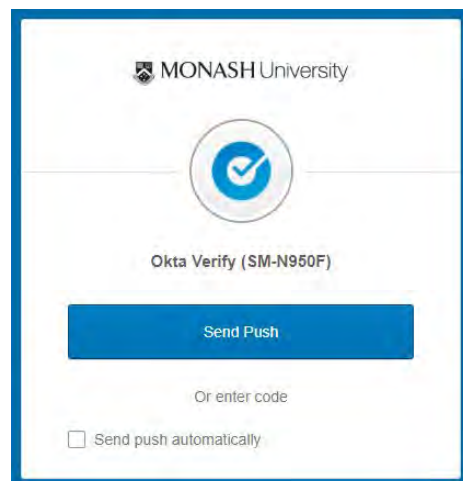 MONASH University
Okta Verify (SM-N950F)
Send Push
Or enter code
Send push automatically